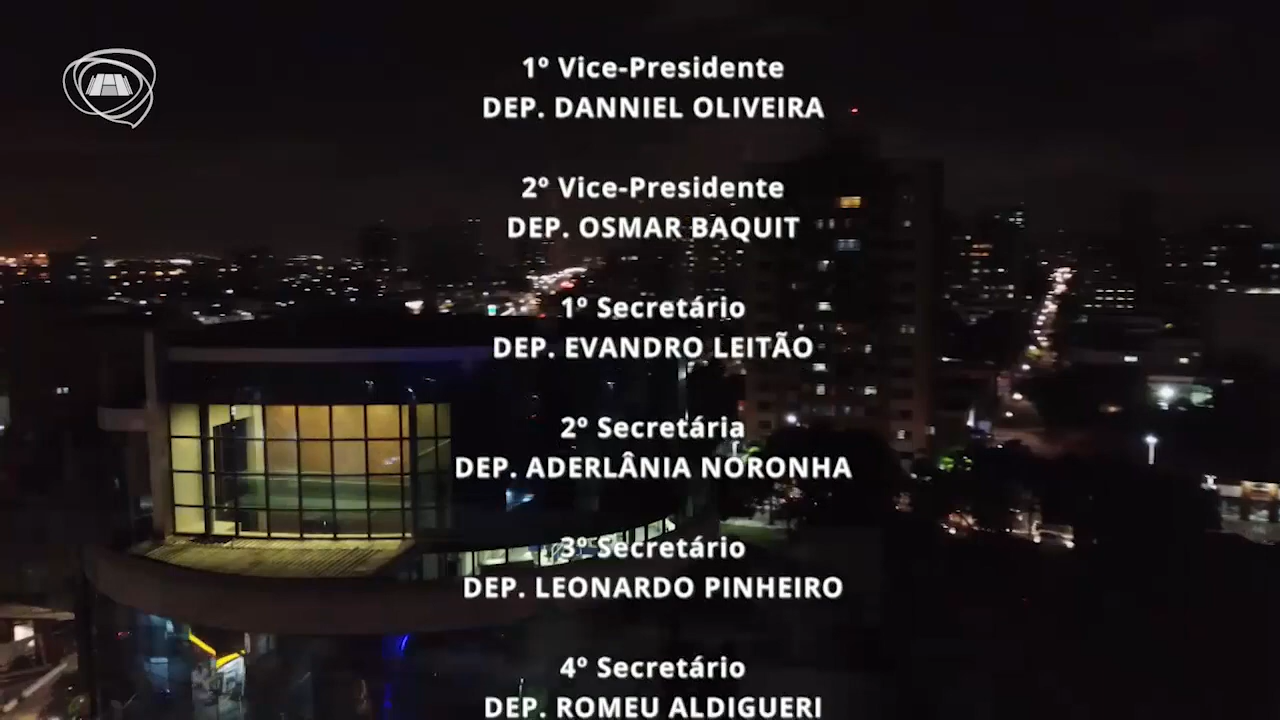 1º Vice-Presidente
DEP. DANNIEL OLIVEIRA
2º Vice-Presidente
DEP. OSMAR BAQUIT
1º Secretário
DEP. EVANDRO LEITÃO
2º Secretária
DEP. ADERLÂNIA NORONHA
3º Secretário
DEP. LEONARDO PINHEIRO
4º Secretário
DEP. ROMEU ALDIGUERI